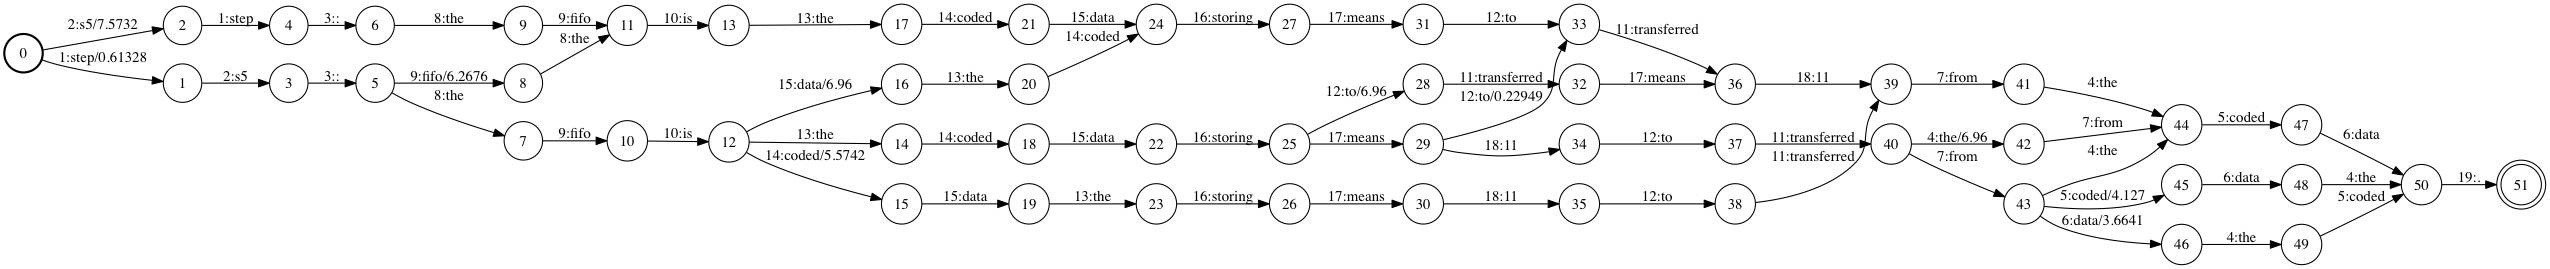 2:s5/7.5732 1:step 3:: 8:the 9:fifo 10:is 13:the 14:coded 15:data 16:storing 17:means 12:to
0 2 4 6 9 11 13 17 21 24 27 31 33
1:step/0.61328 8:the 14:coded 11:transferred
2:s5 3:: 9:fifo/6.2676 15:data/6.96 13:the 12:to/6.96 11:transferred 17:means 18:11 7:from 4:the
1 3 5 8 16 20 28 32 36 39 41
8:the 12:to/0.22949
9:fifo 10:is 13:the 14:coded 15:data 16:storing 17:means 18:11 12:to 11:transferred 4:the/6.96 7:from 5:coded 6:data
7 10 12 14 18 22 25 29 34 37 40 42 44 47
14:coded/5.5742 11:transferred 7:from 4:the
15:data 13:the 16:storing 17:means 18:11 12:to 5:coded/4.127 6:data 4:the 19:.
15 19 23 26 30 35 38 43 45 48 50 51
6:data/3.6641 4:the 5:coded
46 49